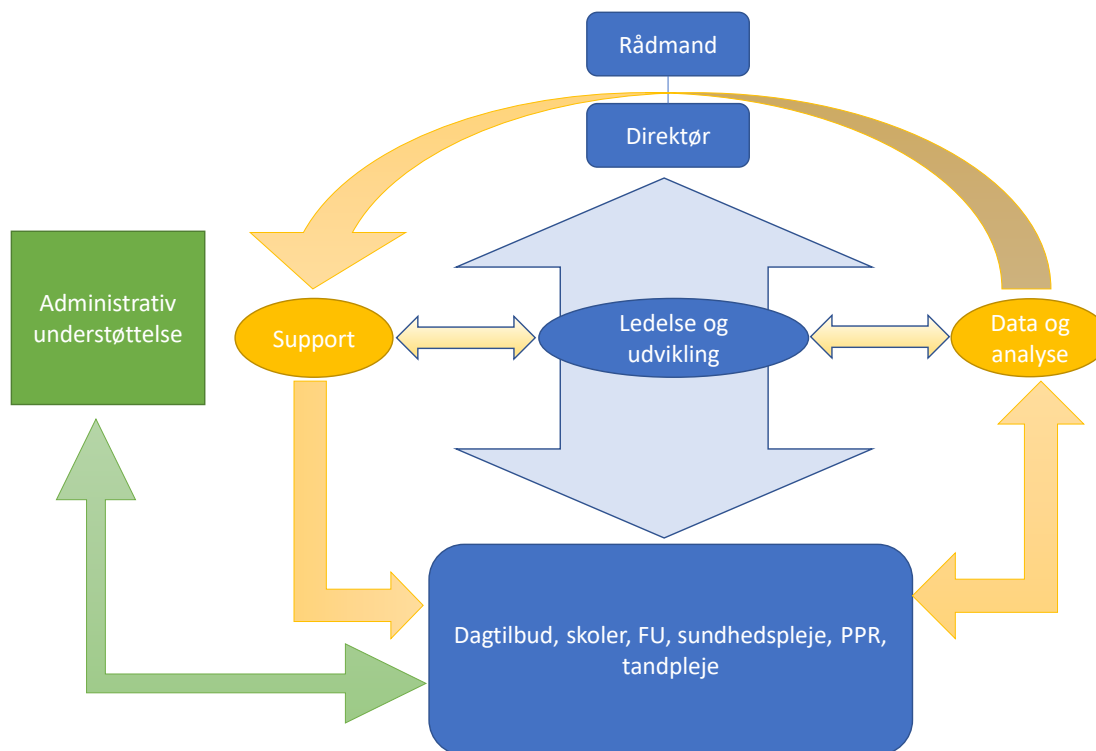 Rådmand
Direktør
Administrativ
understøttelse
Support
Ledelse og
udvikling
Data og
analyse
Dagtilbud, skoler, FU, sundhedspleje, PPR,
tandpleje